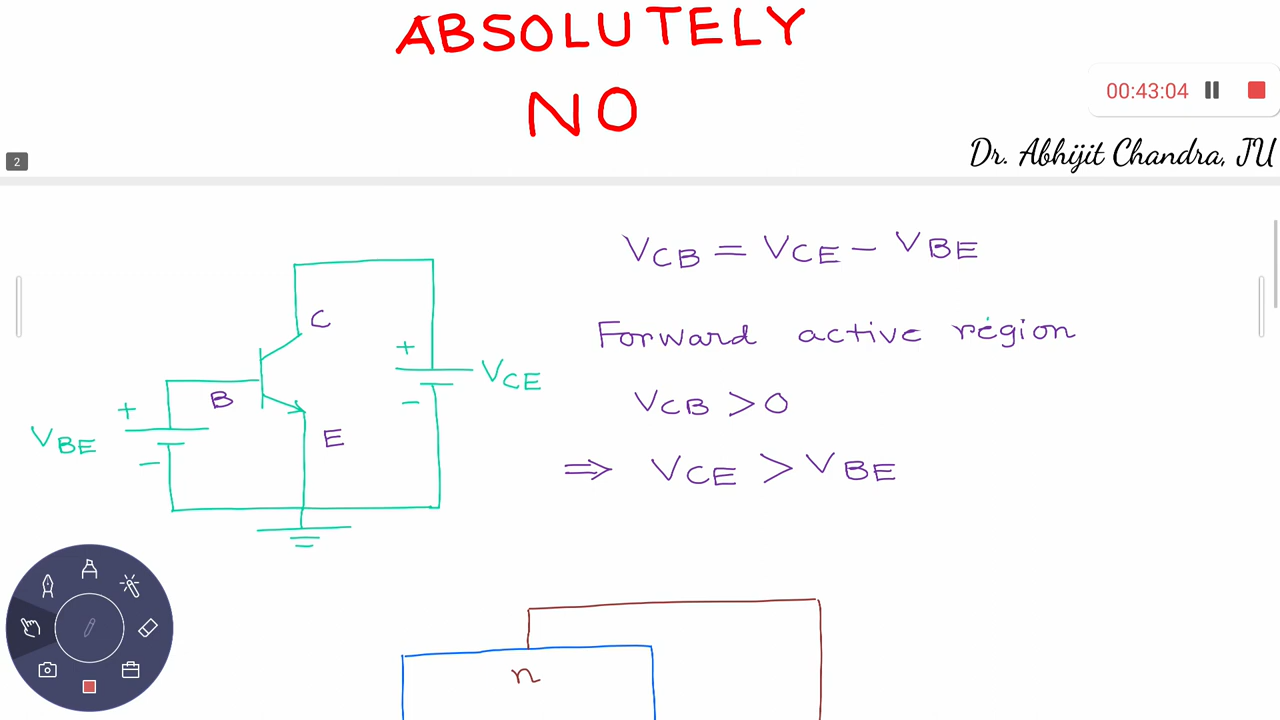 ABSOLUTELY
NO
00:43:04
2
Dr. Abhijit Chandra, JU
VCB = VCE − VBE
Forward active region
VCB > 0
⇒ VCE > VBE
C
+
VCE
−
B
+
VBE
−
E
n